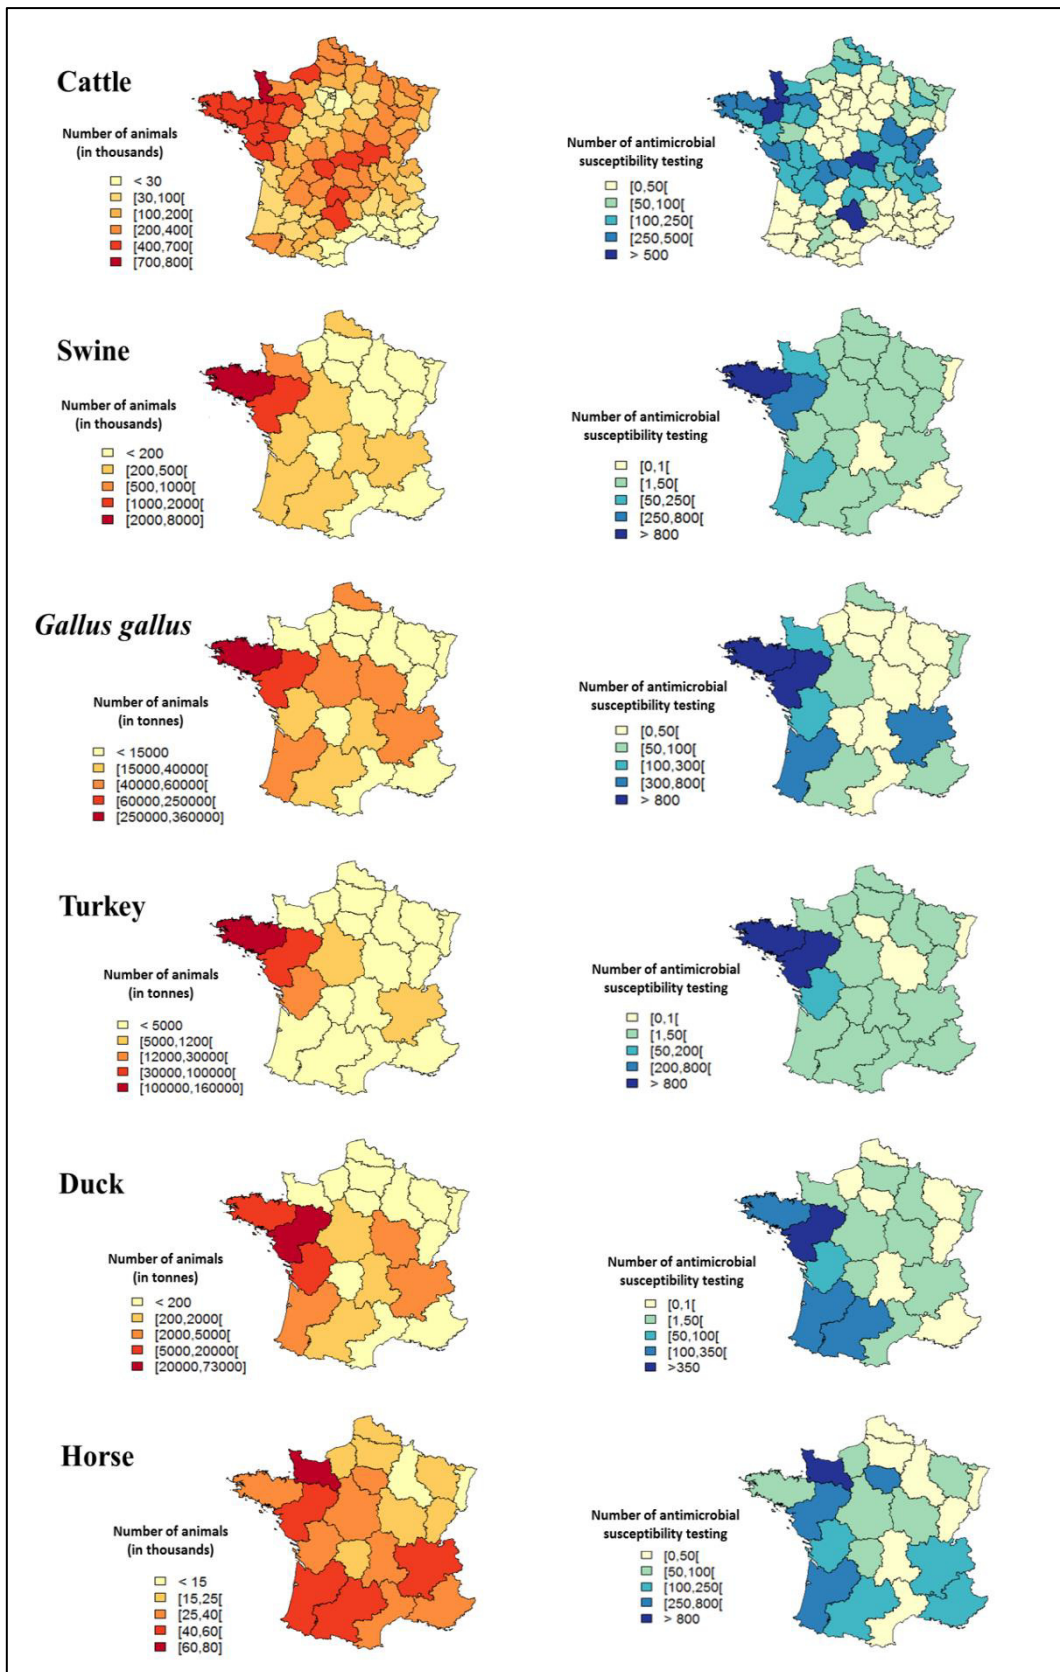 Cattle
Number of animals
(in thousands)
< 30
[30,100[
[100,200[
[200,400[
[400,700[
[700,800[
Number of antimicrobial
susceptibility testing
[0,50[
[50,100[
[100,250[
[250,500[
> 500
Swine
Number of animals
(in thousands)
< 200
[200,500[
[500,1000[
[1000,2000[
[2000,8000]
Number of antimicrobial
susceptibility testing
[0,1[
[1,50[
[50,250[
[250,800[
> 800
Gallus gallus
Number of animals
(in tonnes)
< 15000
[15000,40000[
[40000,60000[
[60000,250000[
[250000,360000]
Number of antimicrobial
susceptibility testing
[0,50[
[50,100[
[100,300[
[300,800[
> 800
Turkey
Number of animals
(in tonnes)
< 5000
[5000,1200[
[12000,30000[
[30000,100000[
[100000,160000]
Number of antimicrobial
susceptibility testing
[0,1[
[1,50[
[50,200[
[200,800[
> 800
Duck
Number of animals
(in tonnes)
< 200
[200,2000[
[2000,5000[
[5000,20000[
[20000,73000]
Number of antimicrobial
susceptibility testing
[0,1[
[1,50[
[50,100[
[100,350[
>350
Horse
Number of animals
(in thousands)
< 15
[15,25[
[25,40[
[40,60[
[60,80]
Number of antimicrobial
susceptibility testing
[0,50[
[50,100[
[100,250[
[250,800[
> 800